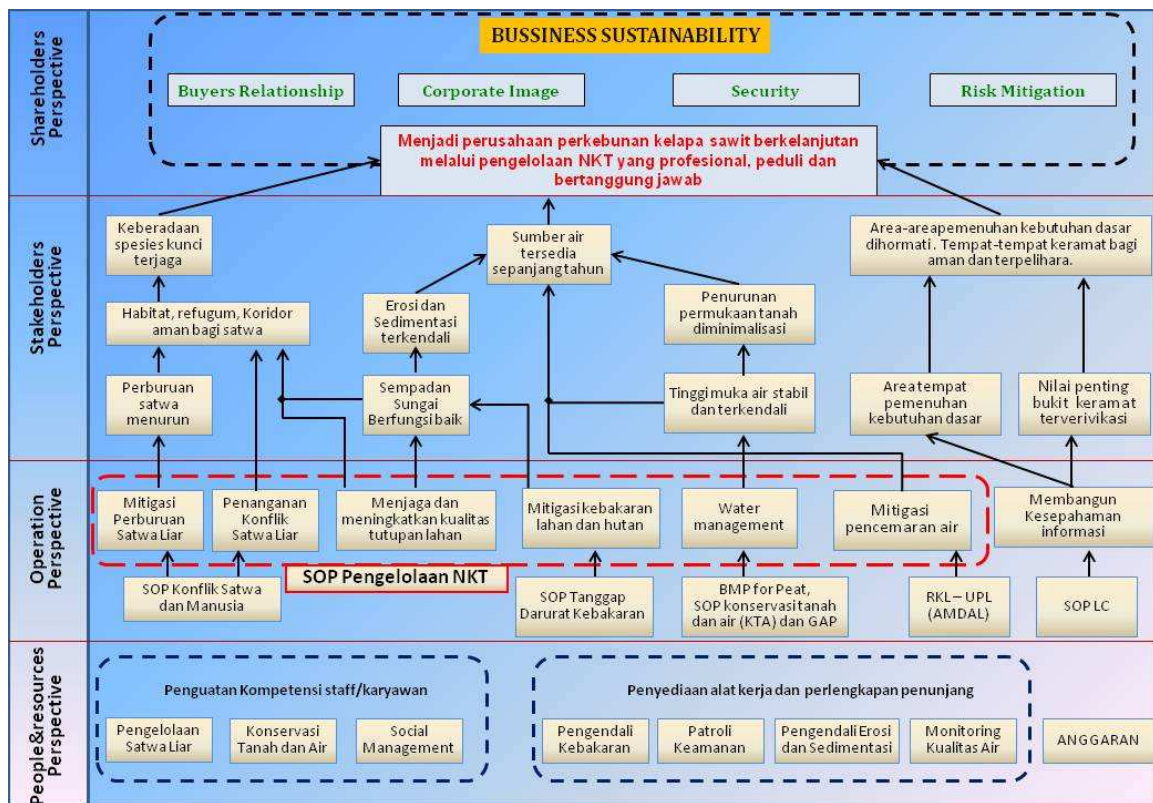 Shareholders
Perspective
BUSSINESS SUSTAINABILITY
Buyers Relationship
Corporate Image
Security
Risk Mitigation
Menjadi perusahaan perkebunan kelapa sawit berkelanjutan
melalui pengelolaan NKT yang profesional, peduli dan
bertanggung jawab
Stakeholders
Perspective
Keberadaan
spesies kunci
terjaga
Sumber air
tersedia
sepanjang tahun
Area-areapemenuhan kebutuhan dasar
dihormati. Tempat-tempat keramat bagi
aman dan terpelihara.
Habitat, refugum, Koridor
aman bagi satwa
Erosi dan
Sedimentasi
terkendali
Penurunan
permukaan tanah
diminimalisasi
Perburuan
satwa
menurun
Sempadan
Sungai
Berfungsi baik
Tinggi muka air stabil
dan terkendali
Area tempat
pemenuhan
kebutuhan dasar
Nilai penting
bukit keramat
terverivikasi
Operation
Perspective
Mitigasi
Perburuan
Satwa Liar
Penanganan
Konflik
Satwa Liar
Menjaga dan
meningkatkan kualitas
tutupan lahan
Mitigasi kebakaran
lahan dan hutan
Water
management
Mitigasi
pencemaran air
Membangun
Kesepahaman
informasi
SOP Pengelolaan NKT
SOP Konflik Satwa
dan Manusia
SOP Tanggap
Darurat Kebakaran
BMP for Peat,
SOP konservasi tanah
dan air (KTA) dan GAP
RKL – UPL
(AMDAL)
SOP LC
People&resources
Perspective
Penguatan Kompetensi staff/karyawan
Pengelolaan
Satwa Liar
Konservasi
Tanah dan Air
Social
Management
Penyediaan alat kerja dan perlengkapan penunjang
Pengendali
Kebakaran
Patroli
Keamanan
Pengendali Erosi
dan Sedimentasi
Monitoring
Kualitas Air
ANGGARAN